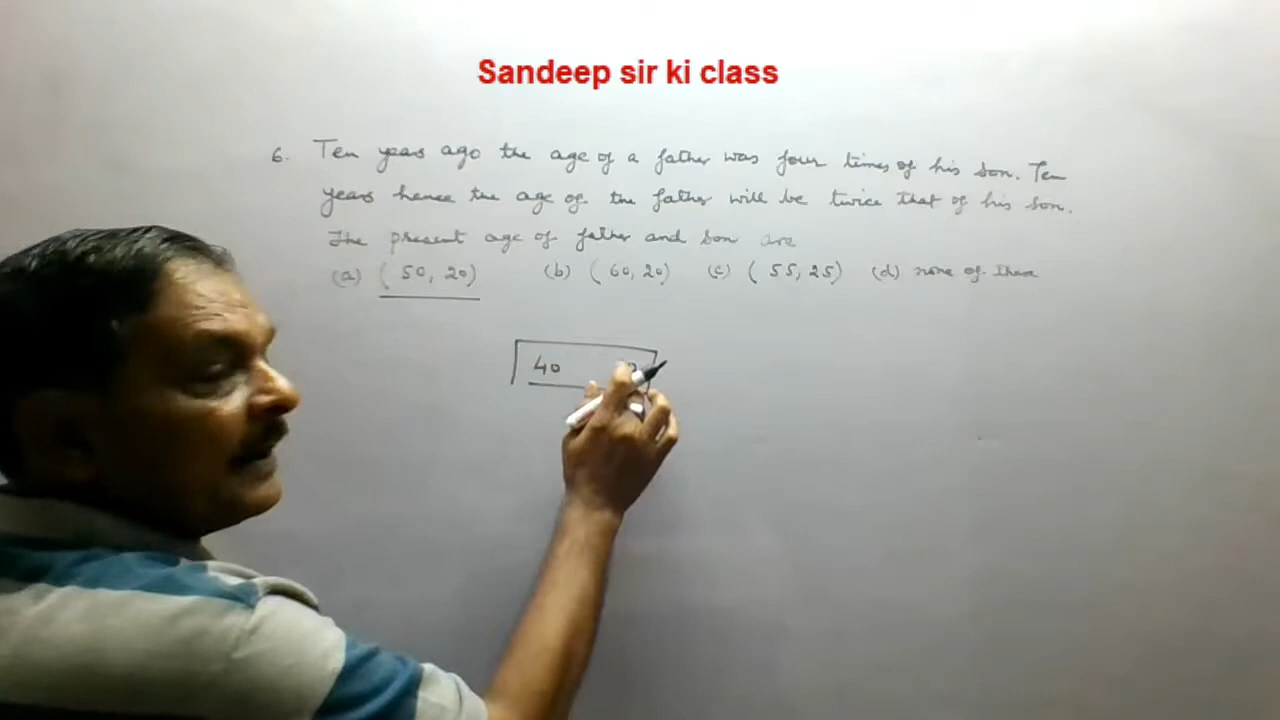 Sandeep sir ki class
6. Ten years ago the age of a father was four times of his son. Ten
years hence the age of the father will be twice that of his son.
The present age of father and son are
(a) (50, 20) (b) (60, 20) (c) (55, 25) (d) none of these
40